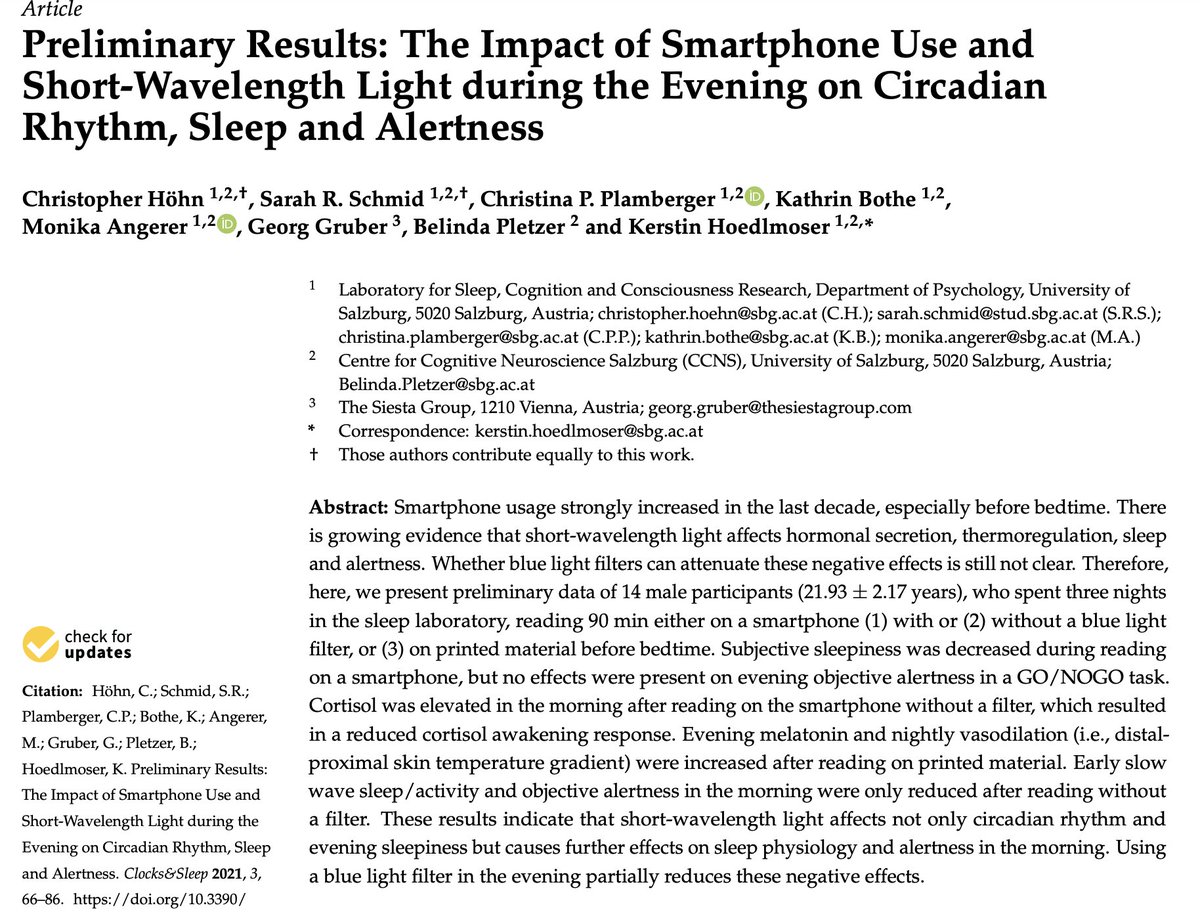 Article
Preliminary Results: The Impact of Smartphone Use and
Short-Wavelength Light during the Evening on Circadian
Rhythm, Sleep and Alertness
Christopher Höhn 1,2,†, Sarah R. Schmid 1,2,†, Christina P. Plamberger 1,2 iD, Kathrin Bothe 1,2,
Monika Angerer 1,2 iD, Georg Gruber 3, Belinda Pletzer 2 and Kerstin Hoedlmoser 1,2,*
1 Laboratory for Sleep, Cognition and Consciousness Research, Department of Psychology, University of
Salzburg, 5020 Salzburg, Austria; christopher.hoehn@sbg.ac.at (C.H.); sarah.schmid@stud.sbg.ac.at (S.R.S.);
christina.plamberger@sbg.ac.at (C.P.P.); kathrin.bothe@sbg.ac.at (K.B.); monika.angerer@sbg.ac.at (M.A.)
2 Centre for Cognitive Neuroscience Salzburg (CCNS), University of Salzburg, 5020 Salzburg, Austria;
Belinda.Pletzer@sbg.ac.at
3 The Siesta Group, 1210 Vienna, Austria; georg.gruber@thesiestagroup.com
* Correspondence: kerstin.hoedlmoser@sbg.ac.at
† Those authors contribute equally to this work.
Abstract: Smartphone usage strongly increased in the last decade, especially before bedtime. There
is growing evidence that short-wavelength light affects hormonal secretion, thermoregulation, sleep
and alertness. Whether blue light filters can attenuate these negative effects is still not clear. Therefore,
here, we present preliminary data of 14 male participants (21.93 ± 2.17 years), who spent three nights
in the sleep laboratory, reading 90 min either on a smartphone (1) with or (2) without a blue light
filter, or (3) on printed material before bedtime. Subjective sleepiness was decreased during reading
on a smartphone, but no effects were present on evening objective alertness in a GO/NOGO task.
Cortisol was elevated in the morning after reading on the smartphone without a filter, which resulted
in a reduced cortisol awakening response. Evening melatonin and nightly vasodilation (i.e., distal-
proximal skin temperature gradient) were increased after reading on printed material. Early slow
wave sleep/activity and objective alertness in the morning were only reduced after reading without
a filter. These results indicate that short-wavelength light affects not only circadian rhythm and
evening sleepiness but causes further effects on sleep physiology and alertness in the morning. Using
a blue light filter in the evening partially reduces these negative effects.
check for
updates
Citation: Höhn, C.; Schmid, S.R.;
Plamberger, C.P.; Bothe, K.; Angerer,
M.; Gruber, G.; Pletzer, B.;
Hoedlmoser, K. Preliminary Results:
The Impact of Smartphone Use and
Short-Wavelength Light during the
Evening on Circadian Rhythm, Sleep
and Alertness. Clocks&Sleep 2021, 3,
66–86. https://doi.org/10.3390/